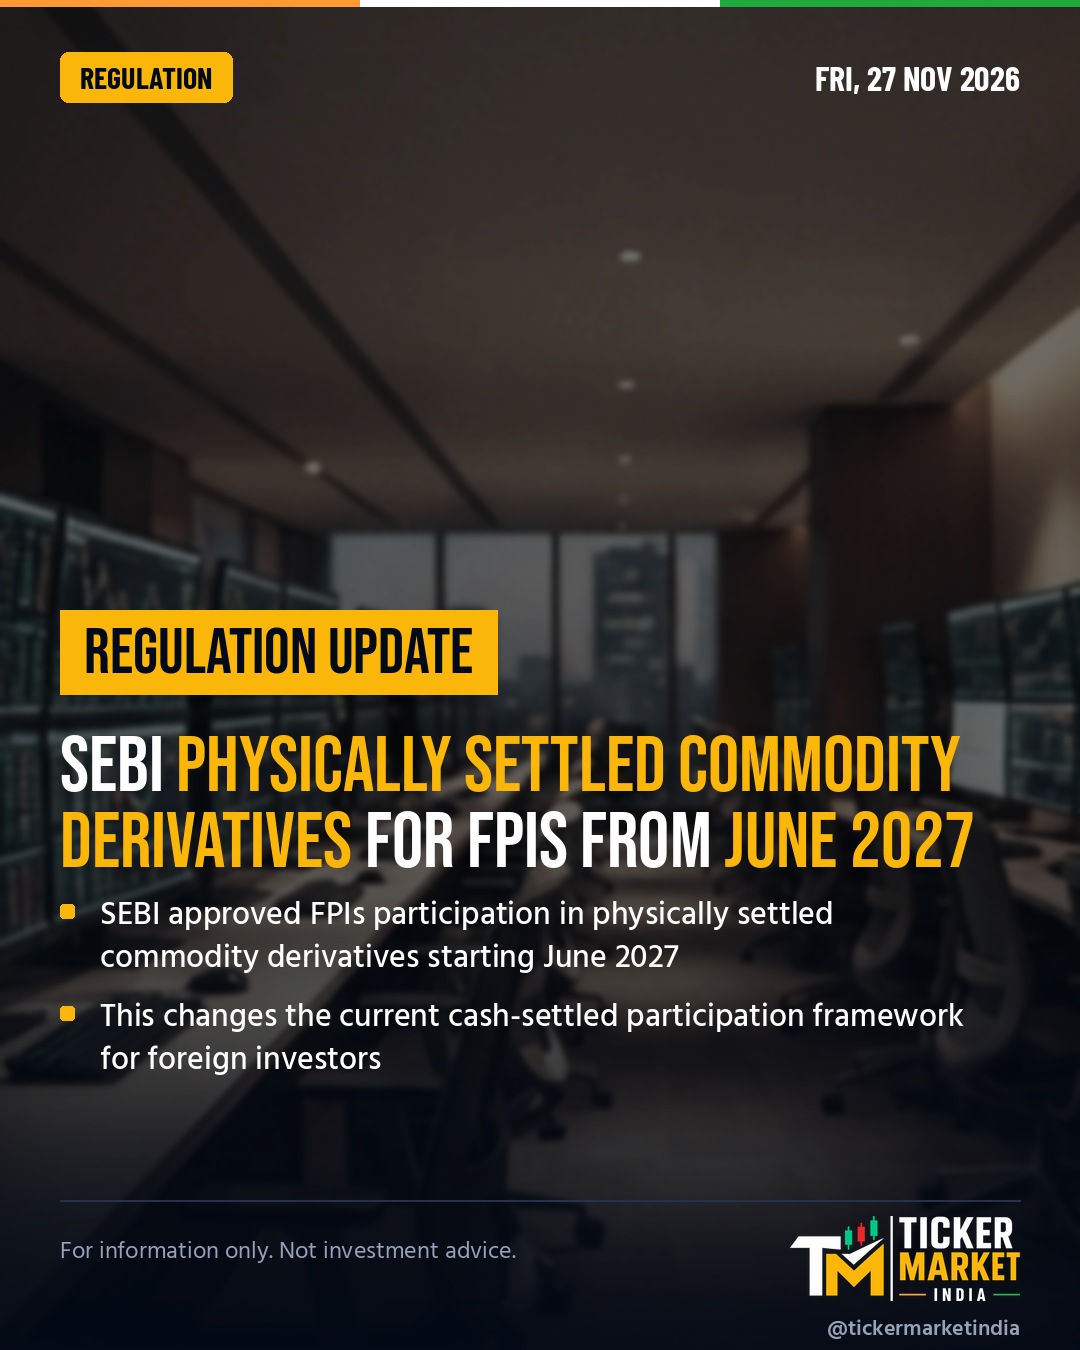 REGULATION
FRI, 27 NOV 2026
REGULATION UPDATE
SEBI PHYSICALLY SETTLED COMMODITY
DERIVATIVES FOR FPIS FROM JUNE 2027
SEBI approved FPIs participation in physically settled
commodity derivatives starting June 2027
This changes the current cash-settled participation framework
for foreign investors
For information only. Not investment advice.
TM
TICKER
MARKET
INDIA
@tickermarketindia